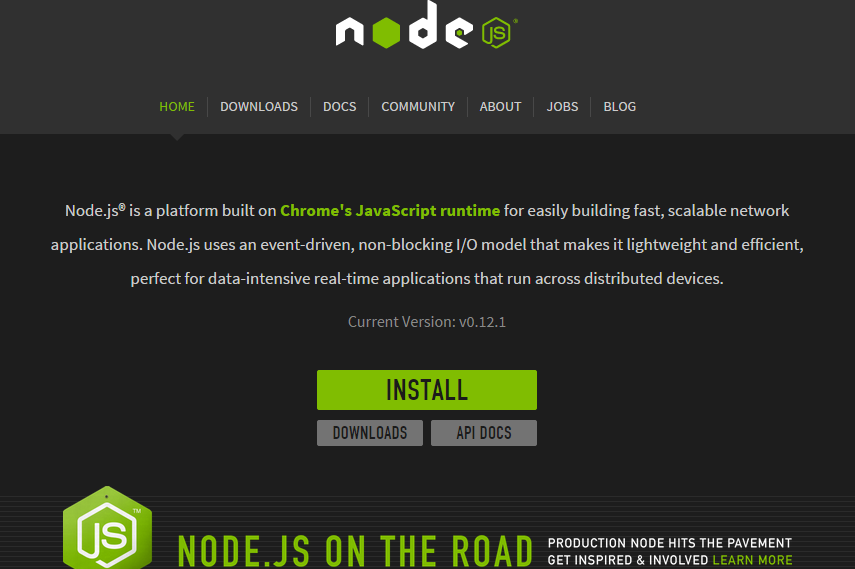 node JS®
HOME DOWNLOADS DOCS COMMUNITY ABOUT JOBS BLOG
Node.js® is a platform built on Chrome's JavaScript runtime for easily building fast, scalable network
applications. Node.js uses an event-driven, non-blocking I/O model that makes it lightweight and efficient,
perfect for data-intensive real-time applications that run across distributed devices.
Current Version: v0.12.1
INSTALL
DOWNLOADS API DOCS
JS™
NODE.JS ON THE ROAD
PRODUCTION NODE HITS THE PAVEMENT
GET INSPIRED & INVOLVED LEARN MORE